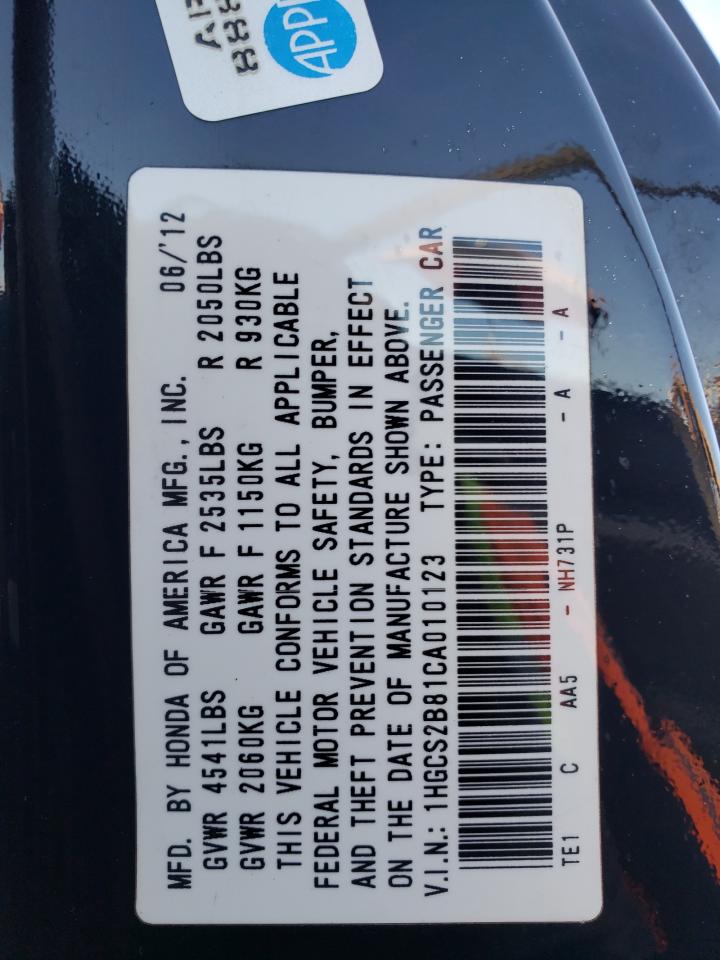 MFD. BY HONDA OF AMERICA MFG., INC. 06/'12
GVWR 4541LBS GAWR F 2535LBS R 2050LBS
GVWR 2060KG GAWR F 1150KG R 930KG
THIS VEHICLE CONFORMS TO ALL APPLICABLE
FEDERAL MOTOR VEHICLE SAFETY, BUMPER,
AND THEFT PREVENTION STANDARDS IN EFFECT
ON THE DATE OF MANUFACTURE SHOWN ABOVE.
V.I.N.: 1HGCS2B81CA010123 TYPE: PASSENGER CAR
TE1 C AA5 - NH731P - A - A